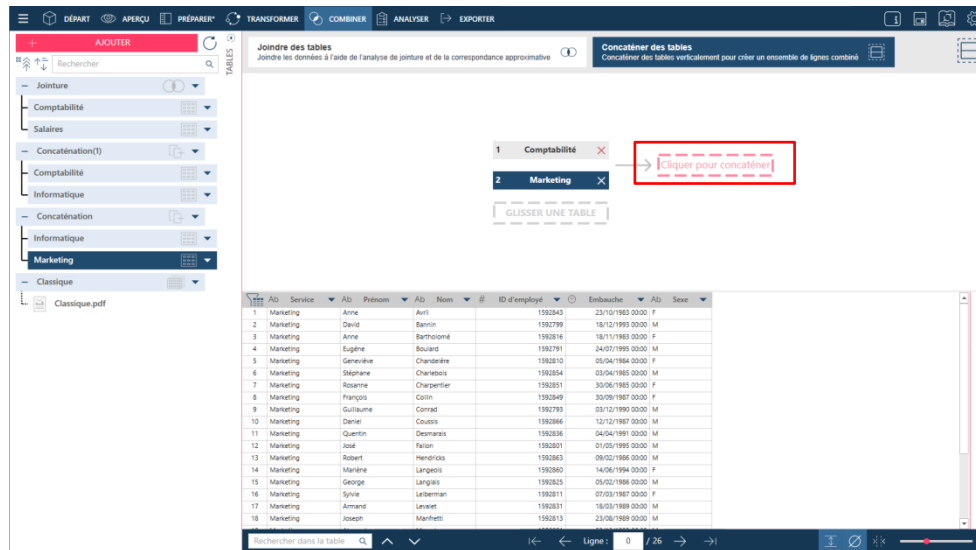 DÉPART APERÇU PRÉPARER* TRANSFORMER COMBINER ANALYSER EXPORTER
AJOUTER
TABLES
Rechercher
Jointure
Comptabilité
Salaires
Concaténation(1)
Comptabilité
Informatique
Concaténation
Informatique
Marketing
Classique
Classique.pdf
Joindre des tables
Joindre les données à l'aide de l'analyse de jointure et de la correspondance approximative
Concaténer des tables
Concaténer des tables verticalement pour créer un ensemble de lignes combiné
1 Comptabilité
2 Marketing
Cliquer pour concaténer
GLISSER UNE TABLE
Ab Service Ab Prénom Ab Nom # ID d'employé Embauche Ab Sexe
1 Marketing Anne Avril 1592843 23/10/1983 00:00 F
2 Marketing David Bannin 1592799 18/12/1993 00:00 M
3 Marketing Anne Bartholomé 1592816 18/11/1983 00:00 F
4 Marketing Eugène Boulard 1592791 24/07/1995 00:00 M
5 Marketing Geneviève Chandelère 1592810 05/04/1984 00:00 F
6 Marketing Stéphane Charlebois 1592854 03/04/1985 00:00 M
7 Marketing Rosanne Charpentier 1592851 30/06/1985 00:00 F
8 Marketing François Collin 1592849 30/09/1987 00:00 F
9 Marketing Guillaume Conrad 1592793 03/12/1990 00:00 M
10 Marketing Daniel Coussis 1592866 12/12/1987 00:00 M
11 Marketing Quentin Desmarais 1592836 04/04/1991 00:00 M
12 Marketing José Falion 1592801 01/05/1995 00:00 M
13 Marketing Robert Hendricks 1592863 09/02/1986 00:00 M
14 Marketing Marlène Langeois 1592860 14/06/1994 00:00 F
15 Marketing George Langlais 1592825 05/02/1986 00:00 M
16 Marketing Sylvie Leiberman 1592811 07/03/1987 00:00 F
17 Marketing Armand Levalet 1592831 18/03/1989 00:00 M
18 Marketing Joseph Manfretti 1592813 23/08/1989 00:00 M
Rechercher dans la table Ligne : 0 / 26